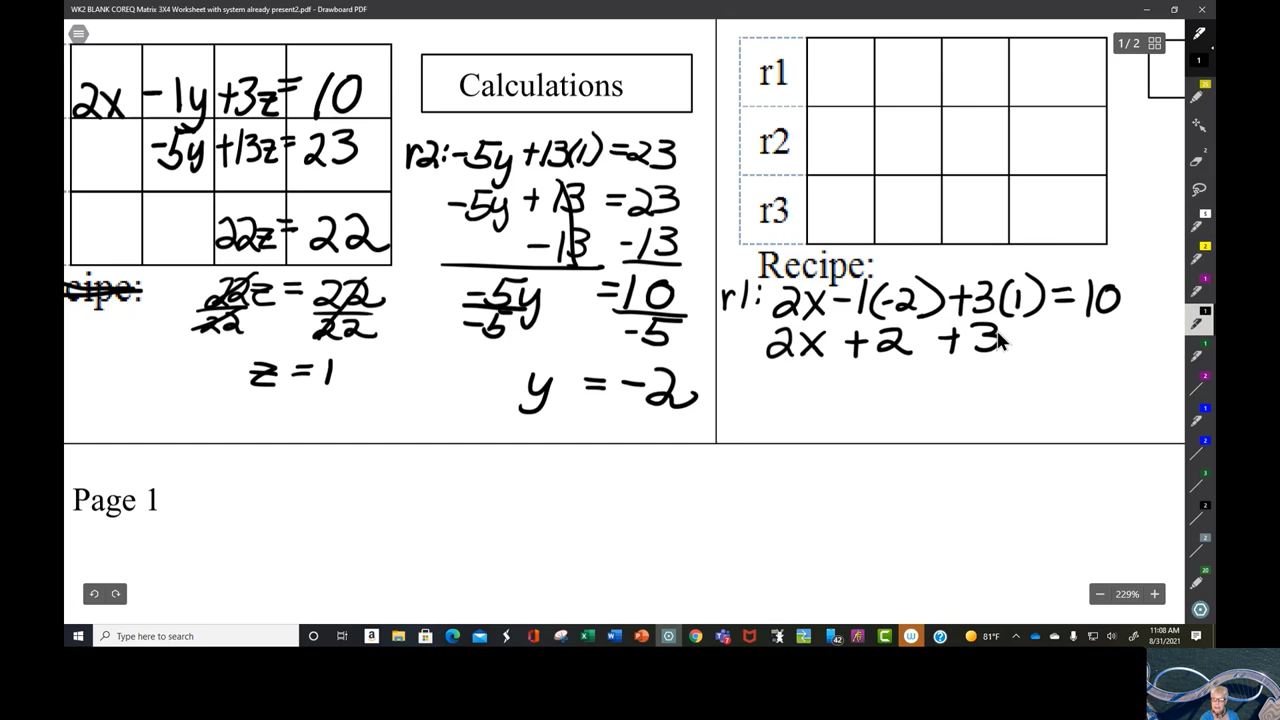 WK2 BLANK COREQ Matrix 3X4 Worksheet with system already present2.pdf - Drawboard PDF
1/2
2x -1y +3z = 10
-5y +13z = 23
22z = 22
cipe:
22z = 22
22 22
z = 1
Calculations
r2: -5y +13(1) = 23
-5y + 13 = 23
-13 -13
-5y = 10
-5 -5
y = -2
r1
r2
r3
Recipe:
r1: 2x -1(-2) +3(1) = 10
2x +2 +3
Page 1
229%
Type here to search
81°F
11:08 AM
8/31/2021